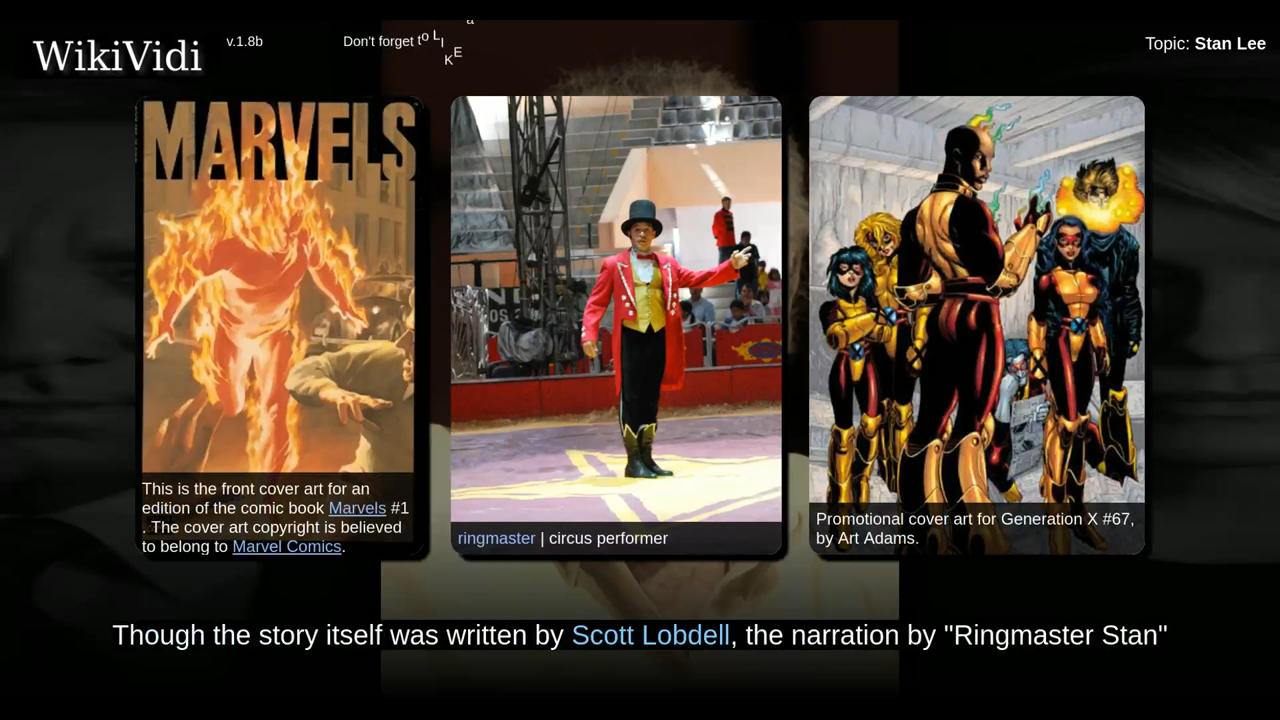 WikiVidi
v.1.8b
Don't forget to LIKE a
Topic: Stan Lee
MARVELS
This is the front cover art for an
edition of the comic book Marvels #1
. The cover art copyright is believed
to belong to Marvel Comics.
ringmaster | circus performer
Promotional cover art for Generation X #67,
by Art Adams.
Though the story itself was written by Scott Lobdell, the narration by "Ringmaster Stan"